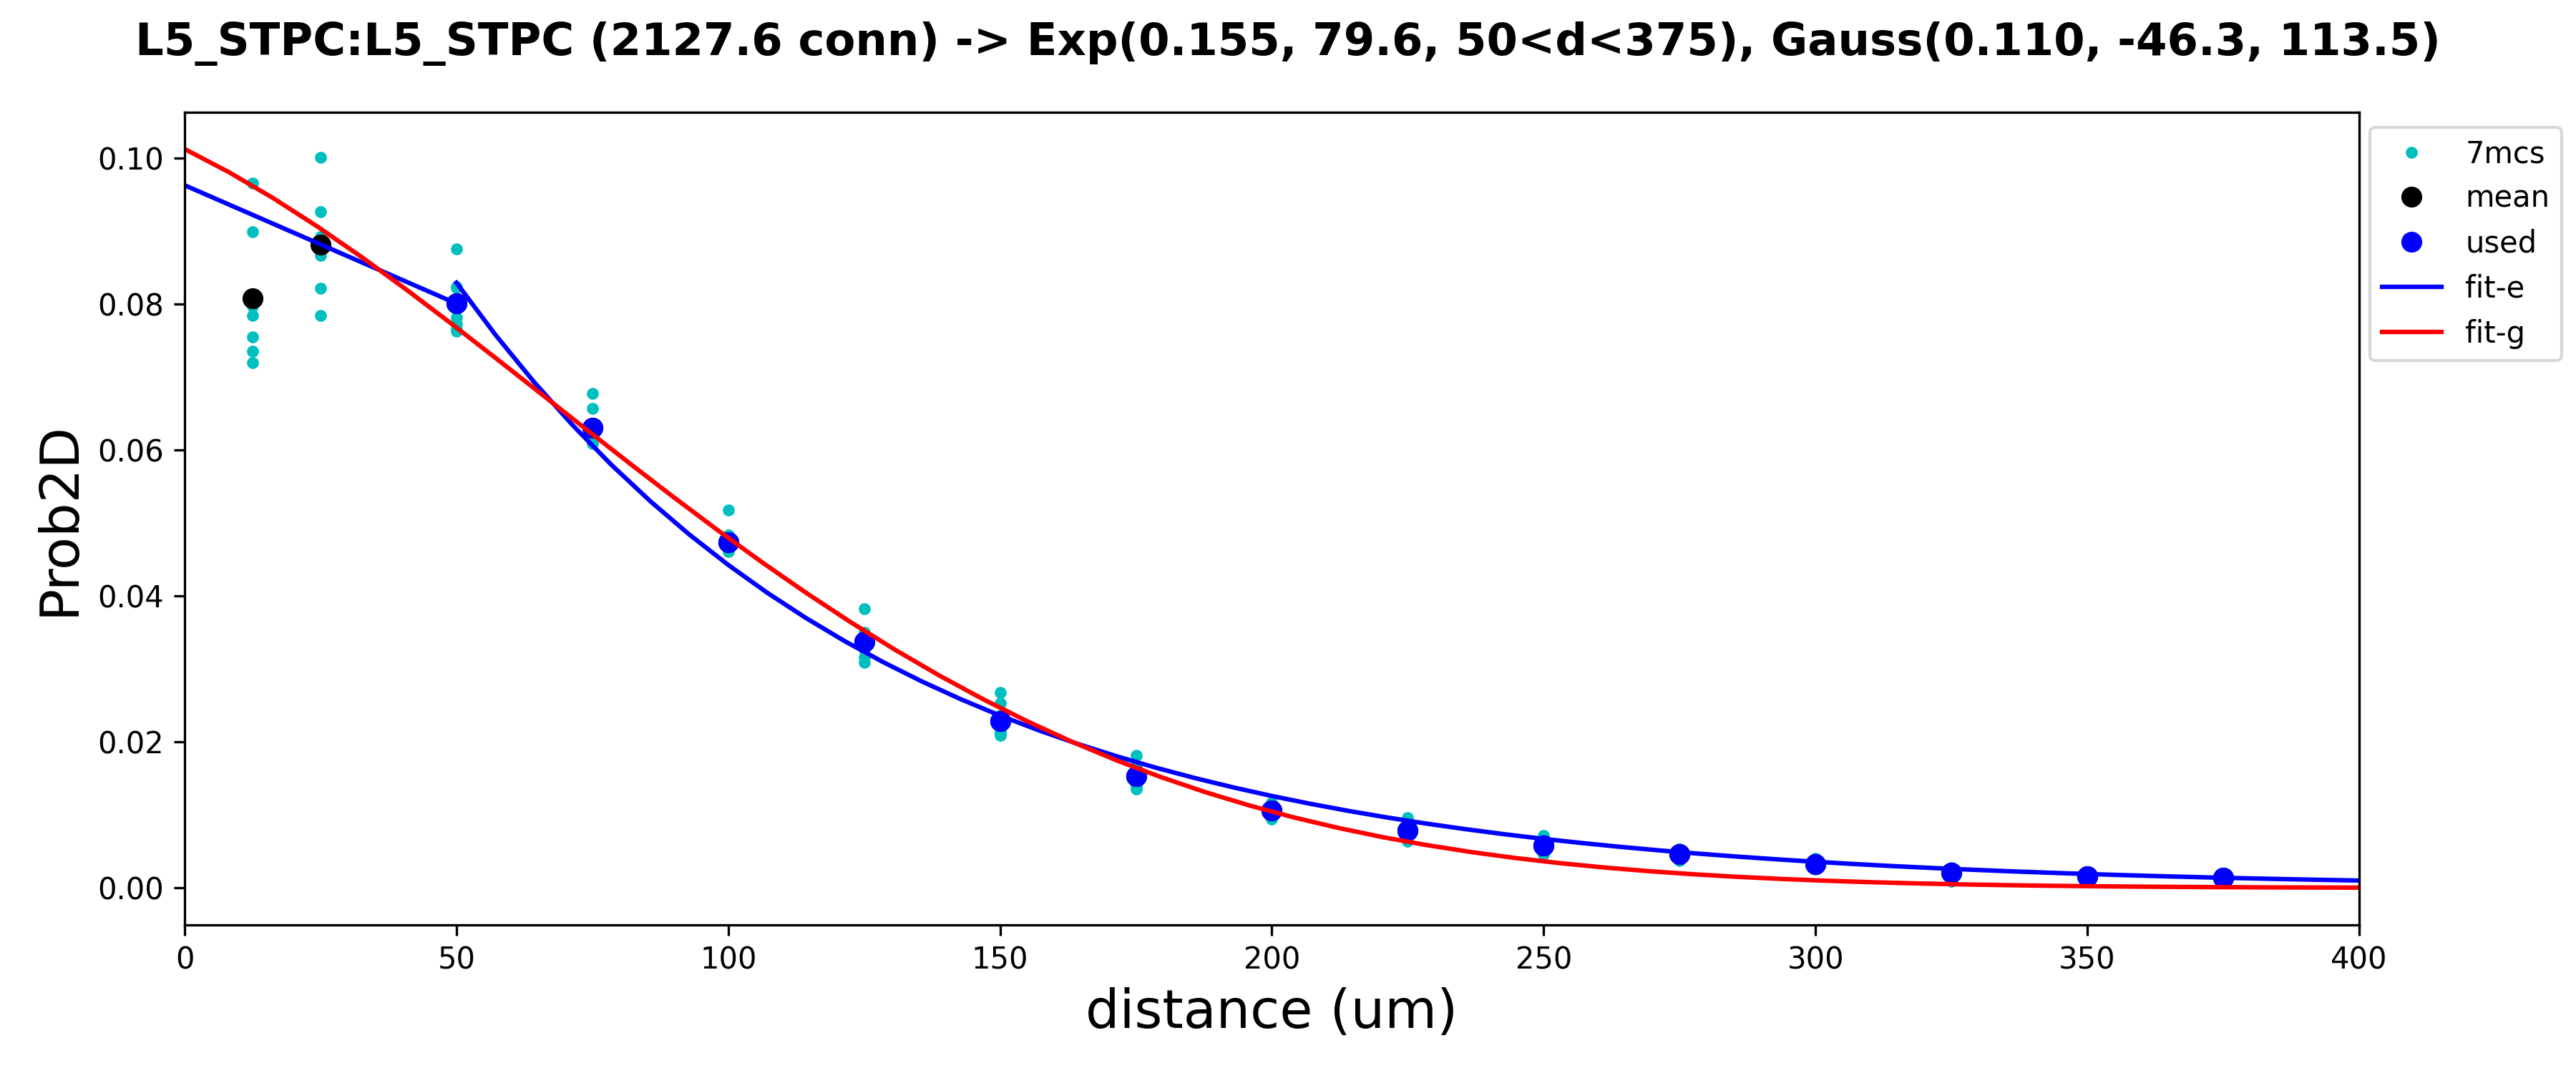 L5_STPC:L5_STPC (2127.6 conn) -> Exp(0.155, 79.6, 50<d<375), Gauss(0.110, -46.3, 113.5)
7mcs
mean
used
fit-e
fit-g
0.10
0.08
0.06
0.04
0.02
0.00
Prob2D
0 50 100 150 200 250 300 350 400
distance (um)